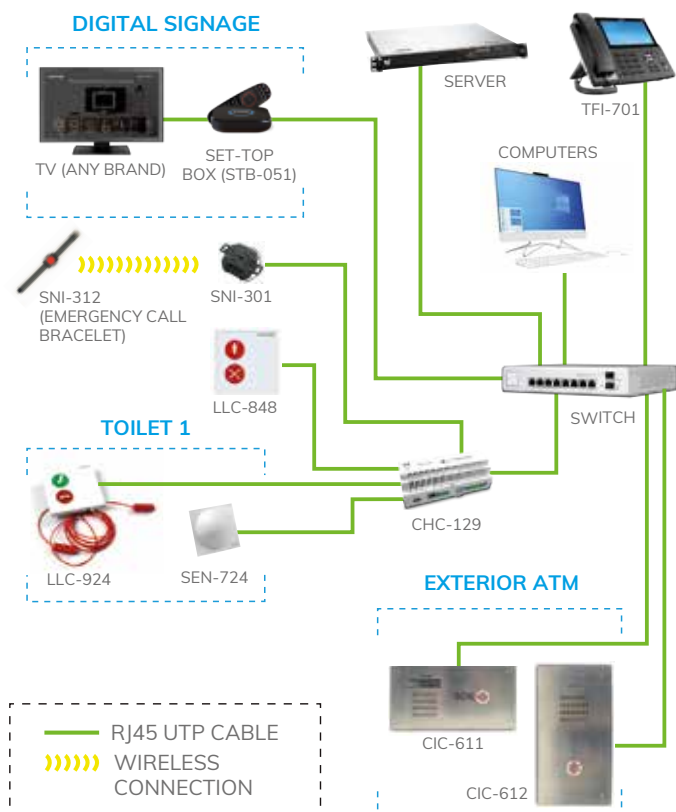 DIGITAL SIGNAGE
SERVER
TFI-701
TV (ANY BRAND)
SET-TOP
BOX (STB-051)
COMPUTERS
SNI-312
(EMERGENCY CALL
BRACELET)
SNI-301
LLC-848
SWITCH
TOILET 1
CHC-129
LLC-924
SEN-724
EXTERIOR ATM
CIC-611
CIC-612
RJ45 UTP CABLE
WIRELESS
CONNECTION